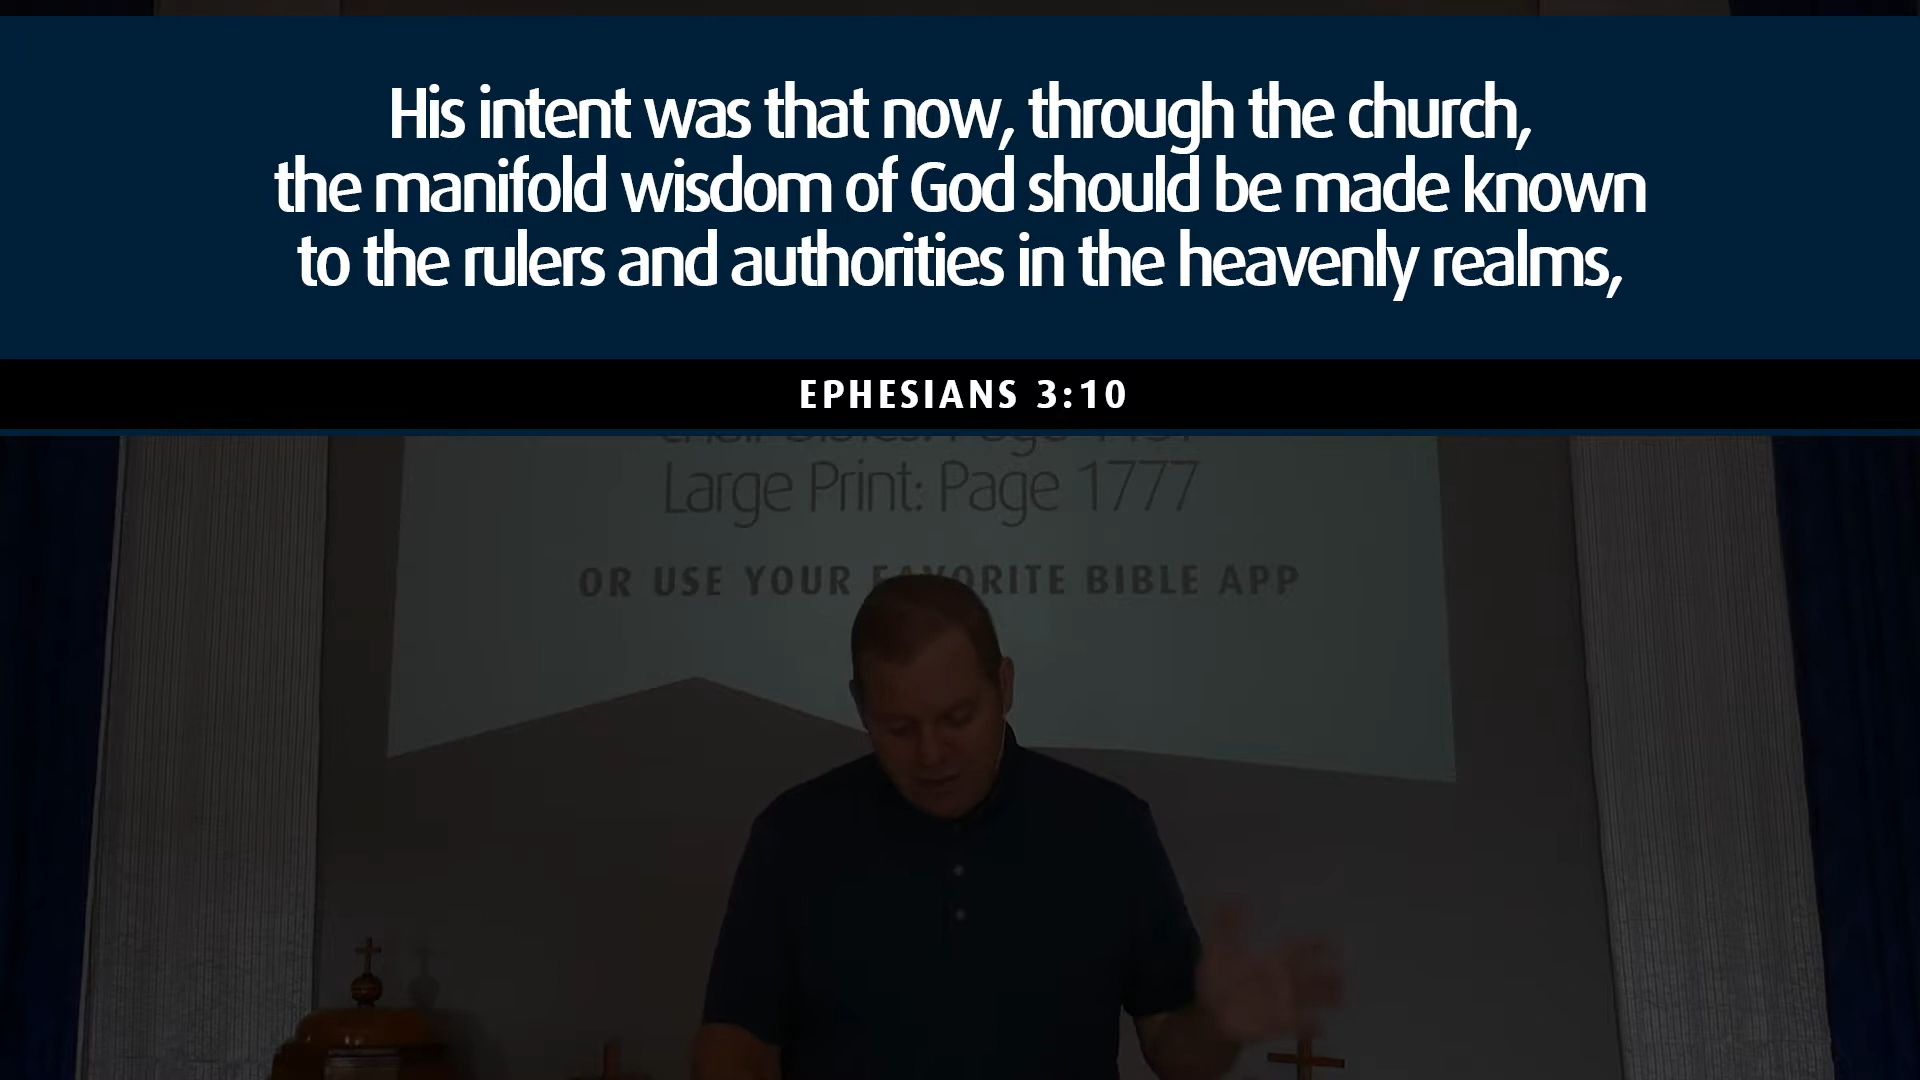 His intent was that now, through the church,
the manifold wisdom of God should be made known
to the rulers and authorities in the heavenly realms,
EPHESIANS 3:10
Large Print: Page 1777
OR USE YOUR FAVORITE BIBLE APP